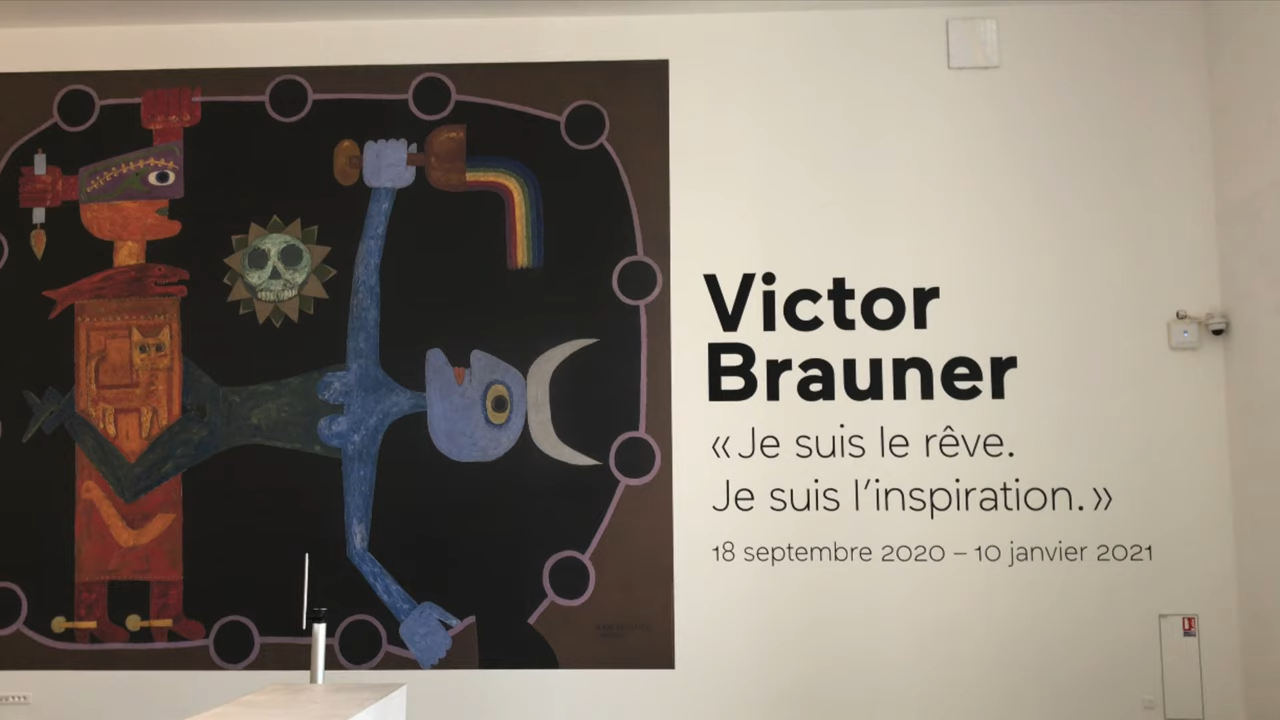 Victor
Brauner
« Je suis le rêve.
Je suis l'inspiration. »
18 septembre 2020 – 10 janvier 2021